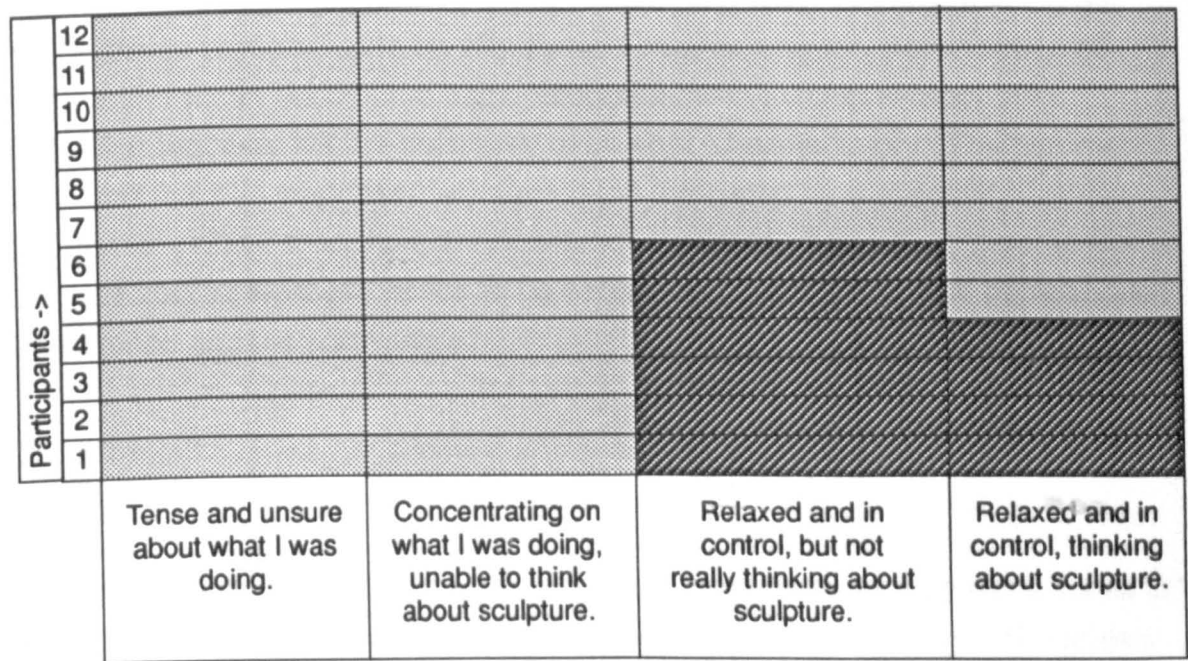 Participants ->
12
11
10
9
8
7
6
5
4
3
2
1
Tense and unsure
about what I was
doing.
Concentrating on
what I was doing,
unable to think
about sculpture.
Relaxed and in
control, but not
really thinking about
sculpture.
Relaxed and in
control, thinking
about sculpture.